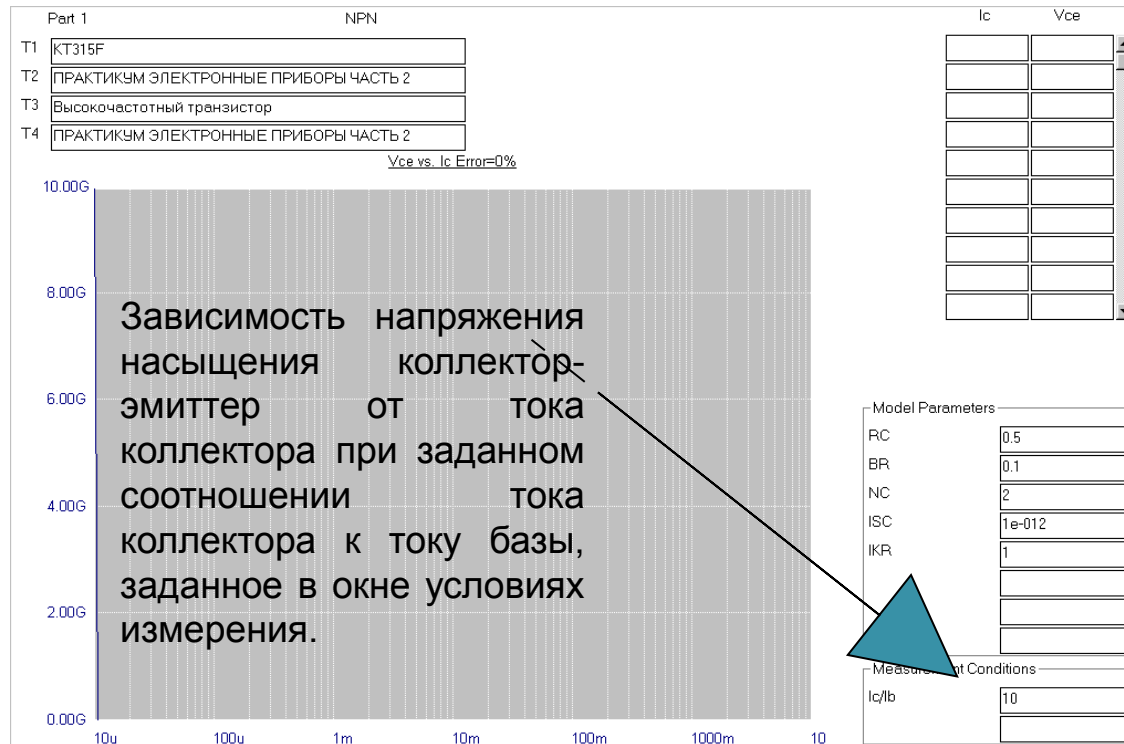 Part 1 NPN Ic Vce
T1 KT315F
T2 ПРАКТИКУМ ЭЛЕКТРОННЫЕ ПРИБОРЫ ЧАСТЬ 2
T3 Высокочастотный транзистор
T4 ПРАКТИКУМ ЭЛЕКТРОННЫЕ ПРИБОРЫ ЧАСТЬ 2
Vce vs. Ic Error=0%
10.00G
8.00G
6.00G
4.00G
2.00G
0.00G
10u 100u 1m 10m 100m 1000m 10
Зависимость напряжения
насыщения коллектор-
эмиттер от тока
коллектора при заданном
соотношении тока
коллектора к току базы,
заданное в окне условиях
измерения.
Model Parameters
RC 0.5
BR 0.1
NC 2
ISC 1e-012
IKR 1
Measurement Conditions
Ic/Ib 10